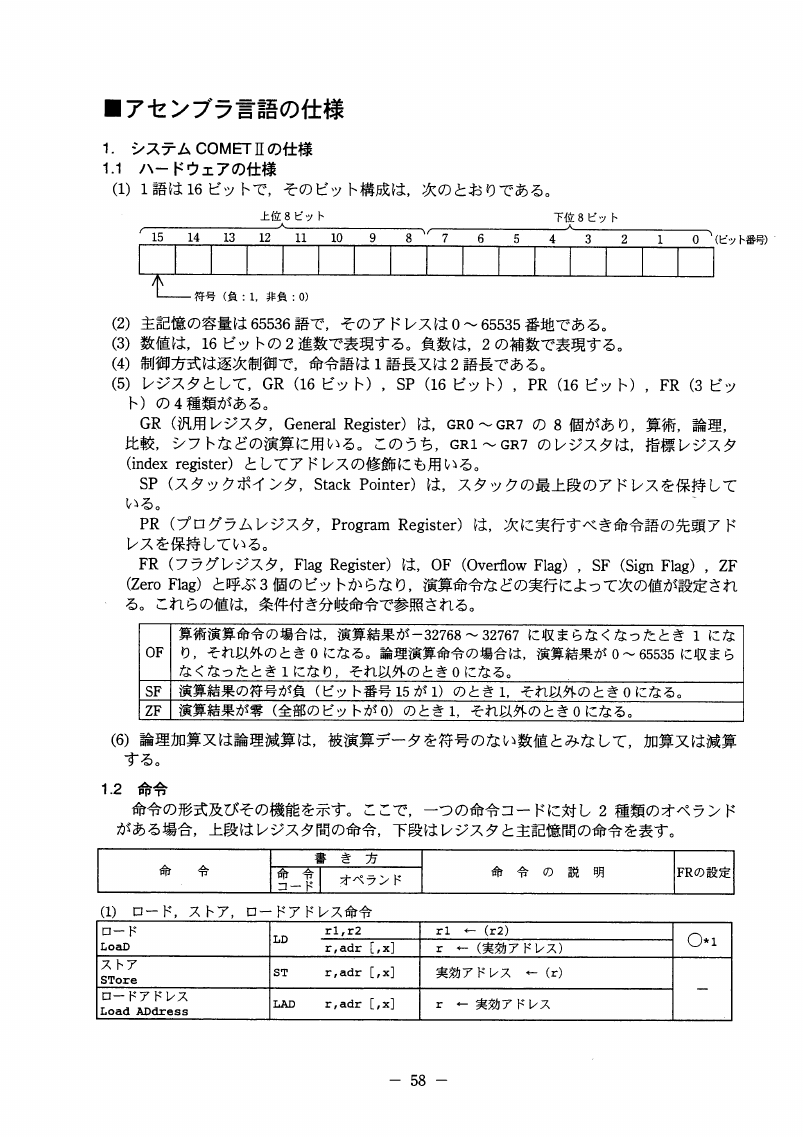 ■アセンブラ言語の仕様
1. システム COMETⅡの仕様
1.1 ハードウェアの仕様
(1) 1語は16ビットで，そのビット構成は，次のとおりである。
上位8ビット 下位8ビット
15 14 13 12 11 10 9 8 7 6 5 4 3 2 1 0 (ビット番号)
符号（負：1，非負：0）
(2) 主記憶の容量は65536語で，そのアドレスは0～65535番地である。
(3) 数値は，16ビットの2進数で表現する。負数は，2の補数で表現する。
(4) 制御方式は逐次制御で，命令語は1語長又は2語長である。
(5) レジスタとして，GR（16ビット），SP（16ビット），PR（16ビット），FR（3ビッ
ト）の4種類がある。
GR（汎用レジスタ，General Register）は，GR0～GR7 の 8 個があり，算術，論理，
比較，シフトなどの演算に用いる。このうち，GR1～GR7 のレジスタは，指標レジスタ
(index register）としてアドレスの修飾にも用いる。
SP（スタックポインタ，Stack Pointer）は，スタックの最上段のアドレスを保持して
いる。
PR（プログラムレジスタ，Program Register）は，次に実行すべき命令語の先頭アド
レスを保持している。
FR（フラグレジスタ，Flag Register）は，OF（Overflow Flag），SF（Sign Flag），ZF
(Zero Flag）と呼ぶ3個のビットからなり，演算命令などの実行によって次の値が設定され
る。これらの値は，条件付き分岐命令で参照される。
算術演算命令の場合は，演算結果が－32768～32767 に収まらなくなったとき 1 にな
OF り，それ以外のとき0になる。論理演算命令の場合は，演算結果が0～65535に収まら
なくなったとき1になり，それ以外のとき0になる。
SF 演算結果の符号が負（ビット番号15が1）のとき1，それ以外のとき0になる。
ZF 演算結果が零（全部のビットが0）のとき1，それ以外のとき0になる。
(6) 論理加算又は論理減算は，被演算データを符号のない数値とみなして，加算又は減算
する。
1.2 命令
命令の形式及びその機能を示す。ここで，一つの命令コードに対し 2 種類のオペランド
がある場合，上段はレジスタ間の命令，下段はレジスタと主記憶間の命令を表す。
命 令 書 き 方 命 令 の 説 明 FRの設定
命 令
コード オペランド
(1) ロード，ストア，ロードアドレス命令
ロード
LoaD LD r1,r2 r1 ← (r2) ○*1
r,adr [,x] r ← (実効アドレス)
ストア
STore ST r,adr [,x] 実効アドレス ← (r) －
ロードアドレス
Load ADdress LAD r,adr [,x] r ← 実効アドレス
－ 58 －